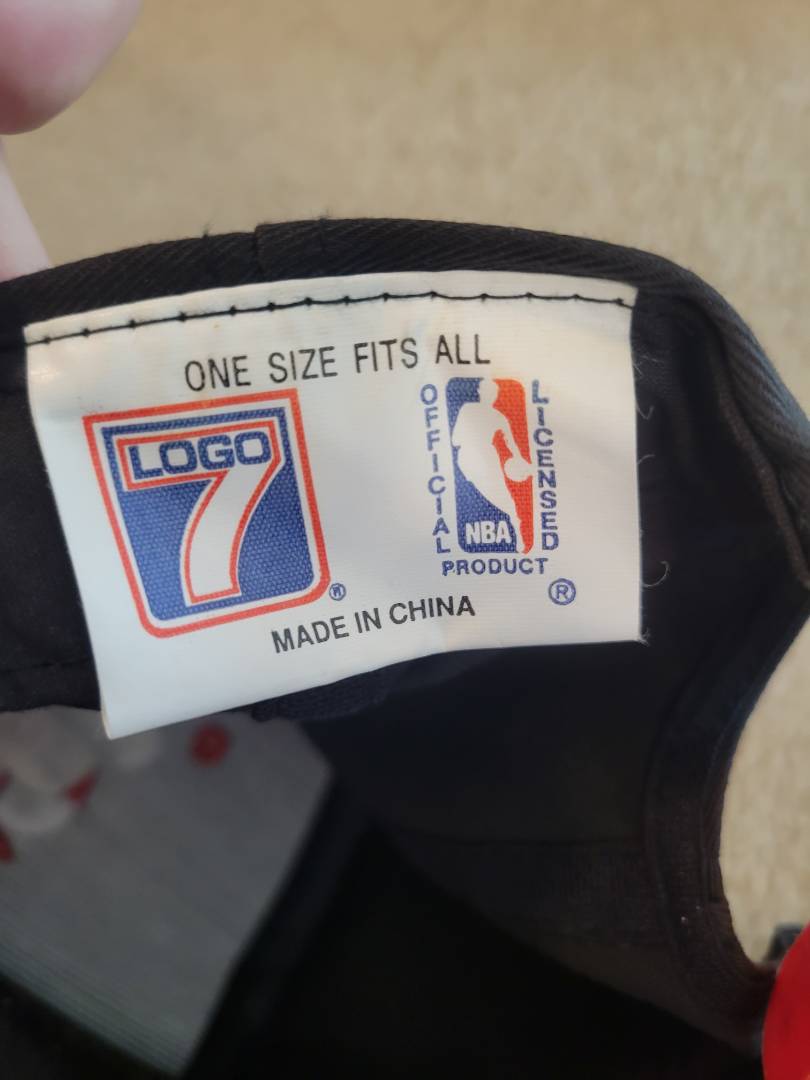 ONE SIZE FITS ALL
LOGO
7
®
OFFICIAL
LICENSED
NBA
PRODUCT
®
MADE IN CHINA